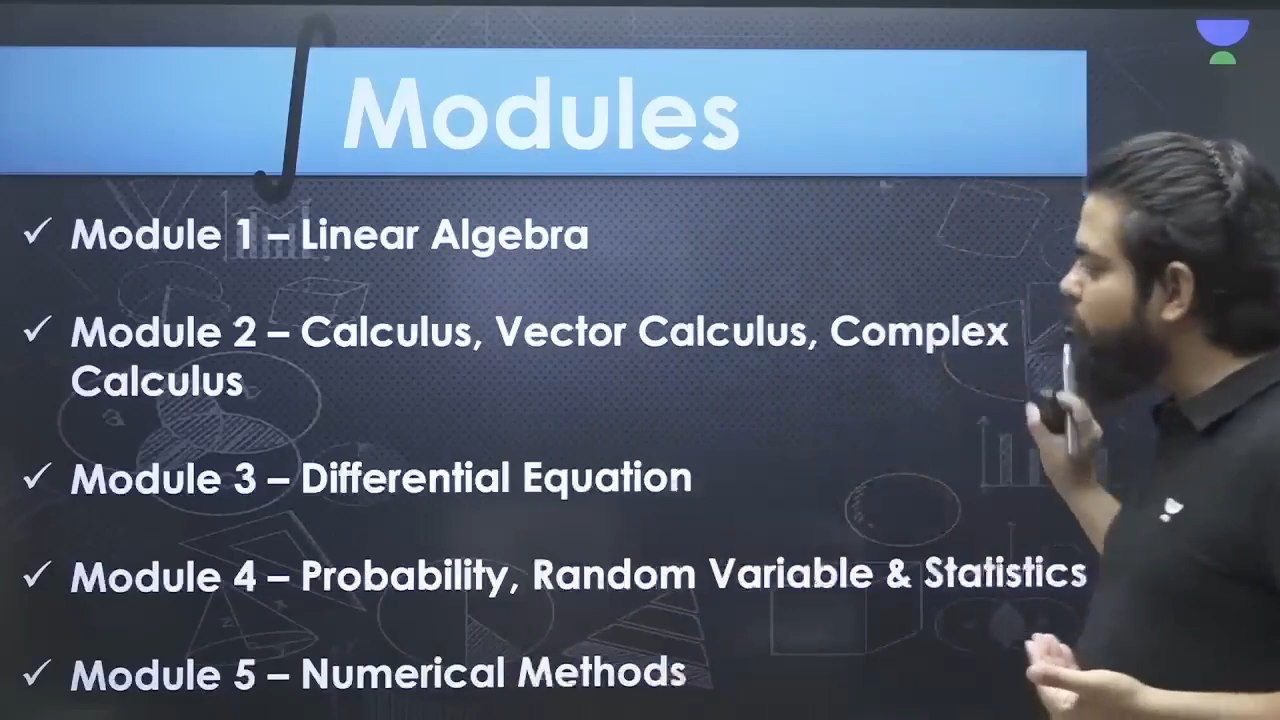 Modules
✓ Module 1 – Linear Algebra
✓ Module 2 – Calculus, Vector Calculus, Complex
Calculus
✓ Module 3 – Differential Equation
✓ Module 4 – Probability, Random Variable & Statistics
✓ Module 5 – Numerical Methods